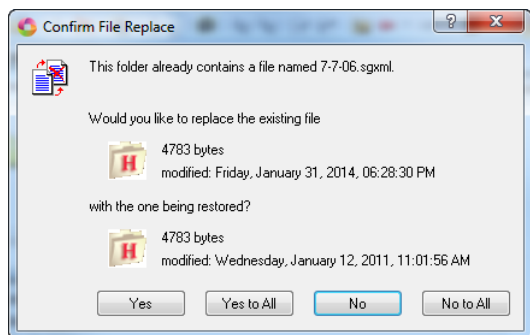 Confirm File Replace
This folder already contains a file named 7-7-06.sgxml.
Would you like to replace the existing file
H
4783 bytes
modified: Friday, January 31, 2014, 06:28:30 PM
with the one being restored?
H
4783 bytes
modified: Wednesday, January 12, 2011, 11:01:56 AM
Yes Yes to All No No to All